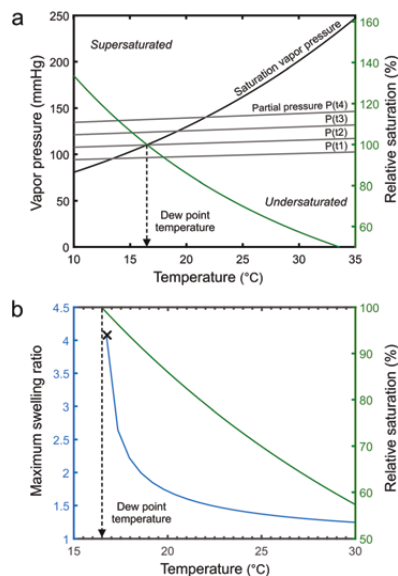 a
250
200
150
100
50
0
Vapor pressure (mmHg)
Supersaturated
Saturation vapor pressure
Partial pressure P(t4)
P(t3)
P(t2)
P(t1)
Undersaturated
Dew point
temperature
160
140
120
100
80
60
Relative saturation (%)
10 15 20 25 30 35
Temperature (°C)
b
4.5
4
3.5
3
2.5
2
1.5
1
Maximum swelling ratio
Dew point
temperature
100
90
80
70
60
50
Relative saturation (%)
15 20 25 30
Temperature (°C)